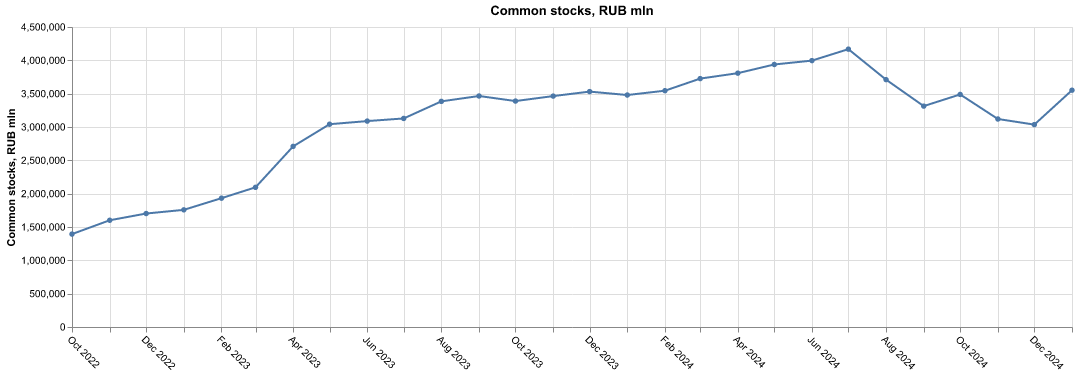 Common stocks, RUB mln
Common stocks, RUB mln
4,500,000
4,000,000
3,500,000
3,000,000
2,500,000
2,000,000
1,500,000
1,000,000
500,000
0
Oct 2022
Dec 2022
Feb 2023
Apr 2023
Jun 2023
Aug 2023
Oct 2023
Dec 2023
Feb 2024
Apr 2024
Jun 2024
Aug 2024
Oct 2024
Dec 2024